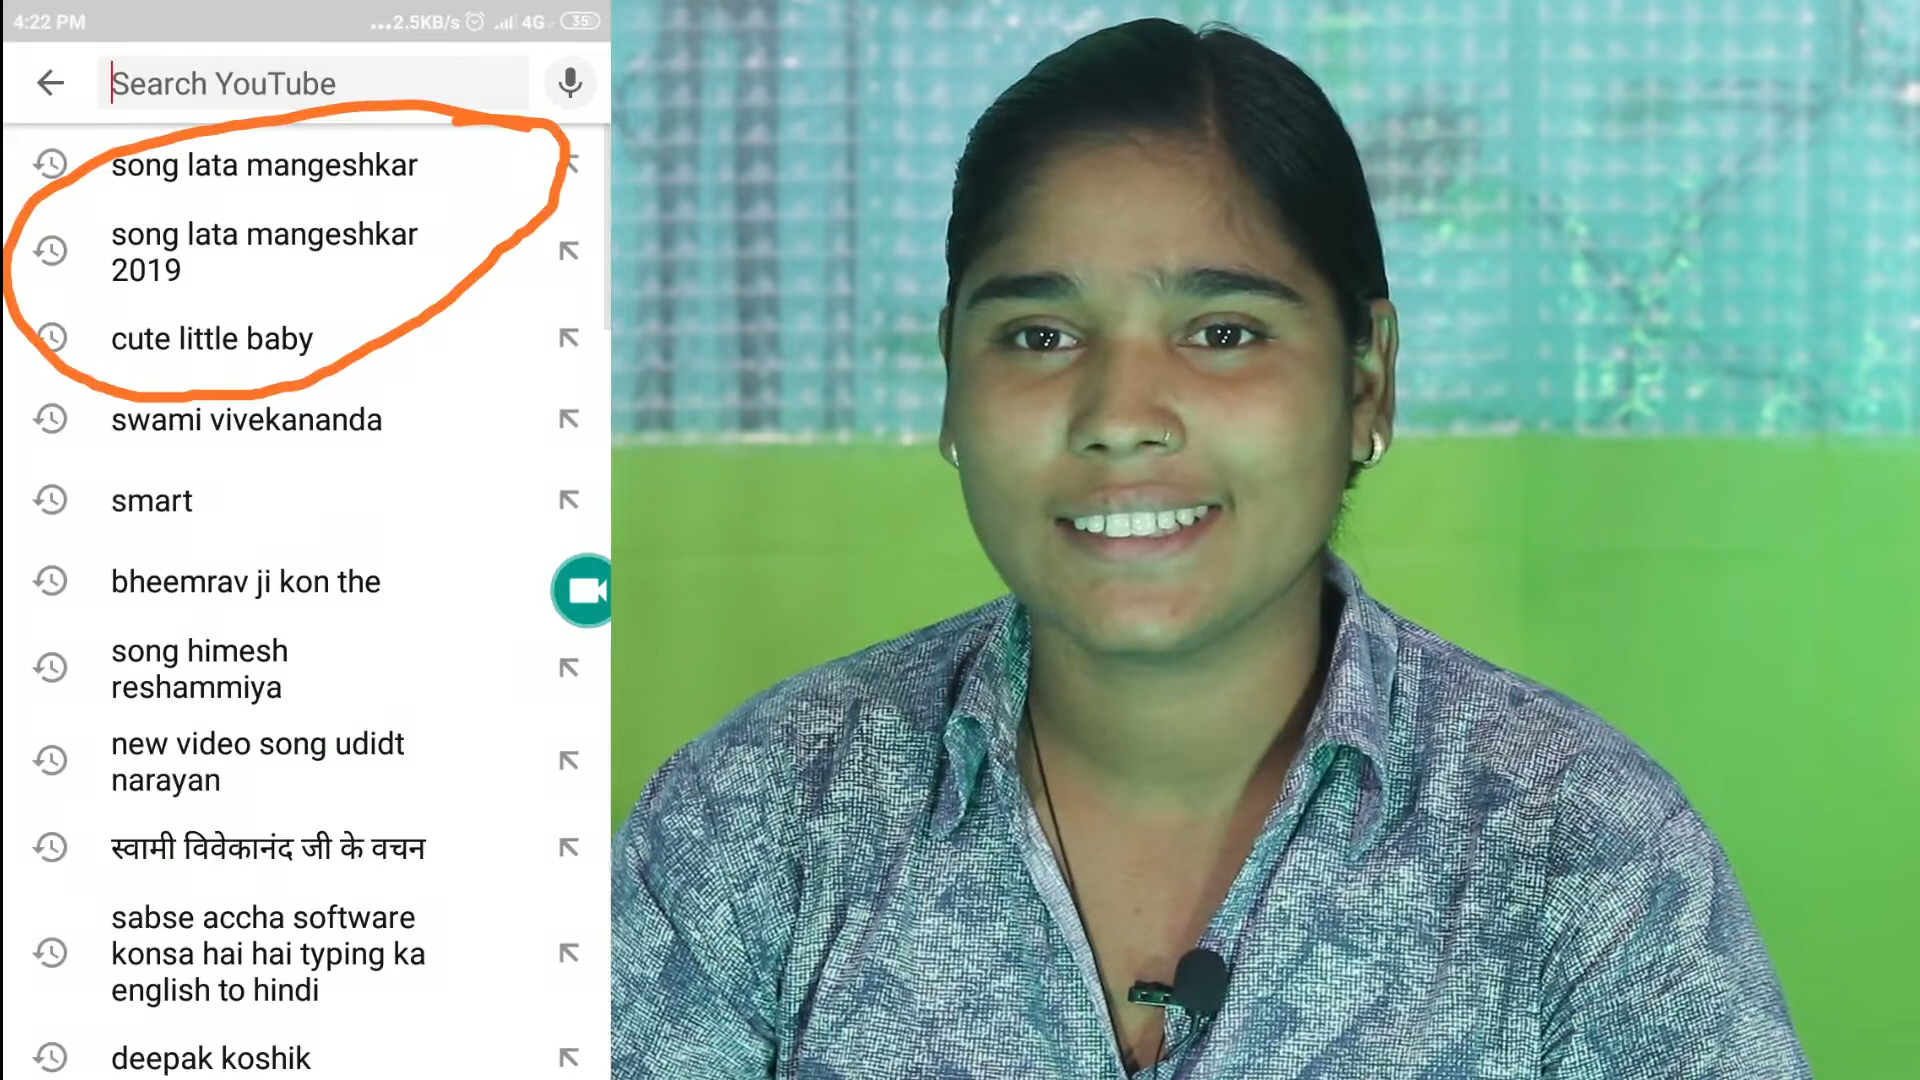 4:22 PM ...2.5KB/s 4G 35
Search YouTube
song lata mangeshkar
song lata mangeshkar
2019
cute little baby
swami vivekananda
smart
bheemrav ji kon the
song himesh
reshammiya
new video song udidt
narayan
स्वामी विवेकानंद जी के वचन
sabse accha software
konsa hai hai typing ka
english to hindi
deepak koshik